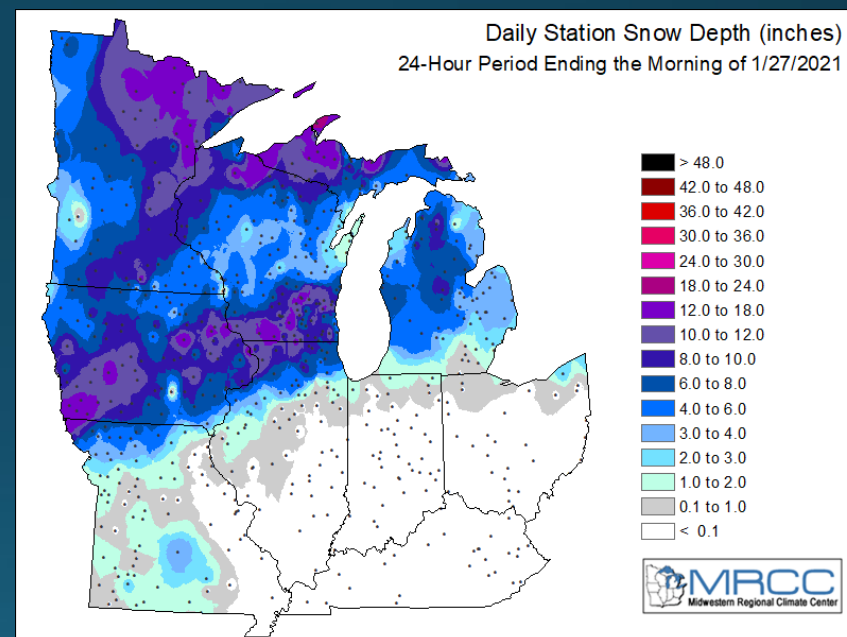 Daily Station Snow Depth (inches)
24-Hour Period Ending the Morning of 1/27/2021
> 48.0
42.0 to 48.0
36.0 to 42.0
30.0 to 36.0
24.0 to 30.0
18.0 to 24.0
12.0 to 18.0
10.0 to 12.0
8.0 to 10.0
6.0 to 8.0
4.0 to 6.0
3.0 to 4.0
2.0 to 3.0
1.0 to 2.0
0.1 to 1.0
< 0.1
MRCC
Midwestern Regional Climate Center